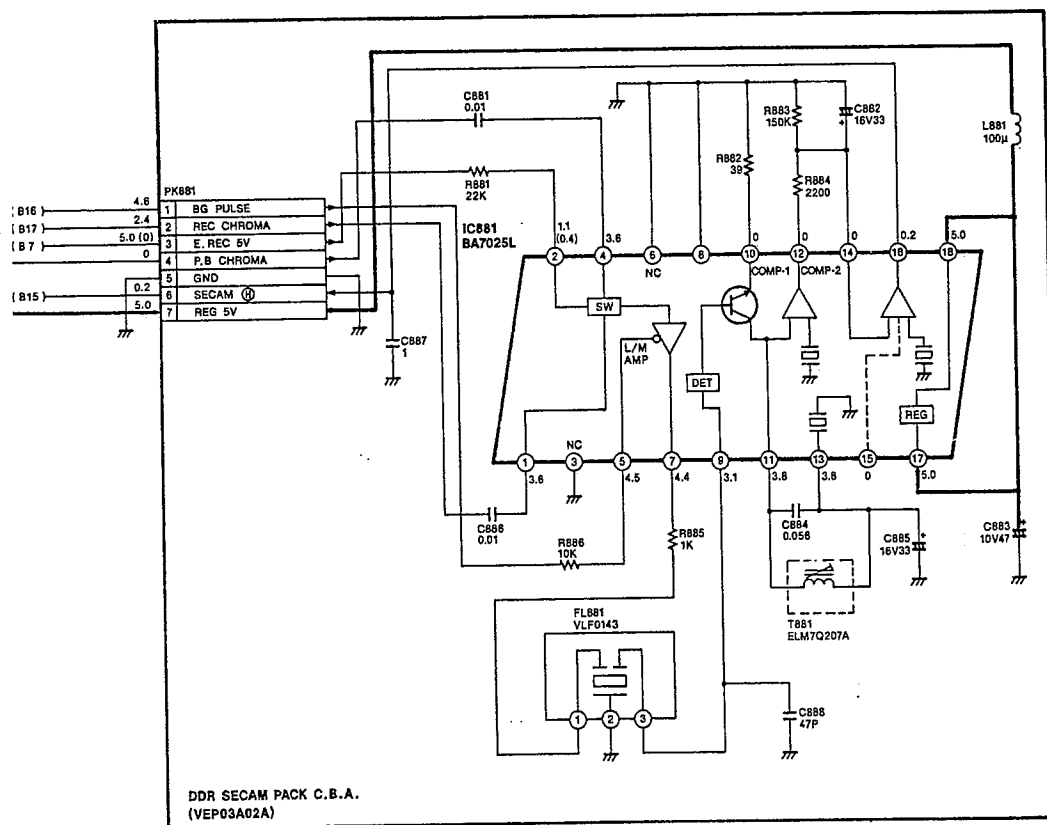 C881
0.01
R883
150K
C882
16V33
L881
100µ
R882
39
R884
2200
R881
22K
PK881
(B16) 4.6 1 BG PULSE
(B17) 2.4 2 REC CHROMA
(B7) 5.0 (0) 3 E.REC 5V
0 4 P.B CHROMA
5 GND
(B15) 0.2 6 SECAM Ⓗ
5.0 7 REG 5V
IC881
BA7025L
1.1
(0.4)
3.6
0
0
0
0.2
5.0
2 4 6 8 10 12 14 16 18
NC
COMP-1
COMP-2
SW
L/M
AMP
DET
REG
C887
1
NC
1 3 5 7 9 11 13 15 17
3.6
4.5
4.4
3.1
3.8
3.8
0
5.0
C886
0.01
R886
10K
R885
1K
C884
0.056
C885
16V33
C883
10V47
T881
ELM7Q207A
FL881
VLF0143
1 2 3
C888
47P
DDR SECAM PACK C.B.A.
(VEP03A02A)